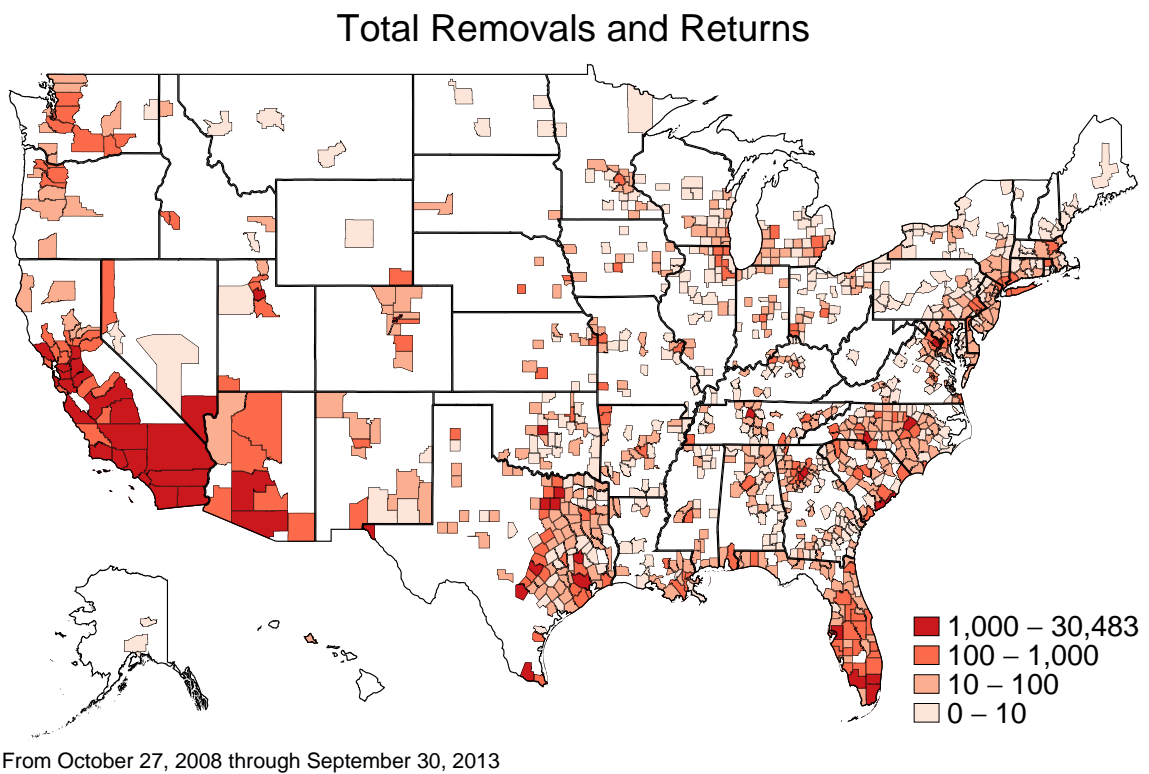 Total Removals and Returns
1,000 – 30,483
100 – 1,000
10 – 100
0 – 10
From October 27, 2008 through September 30, 2013